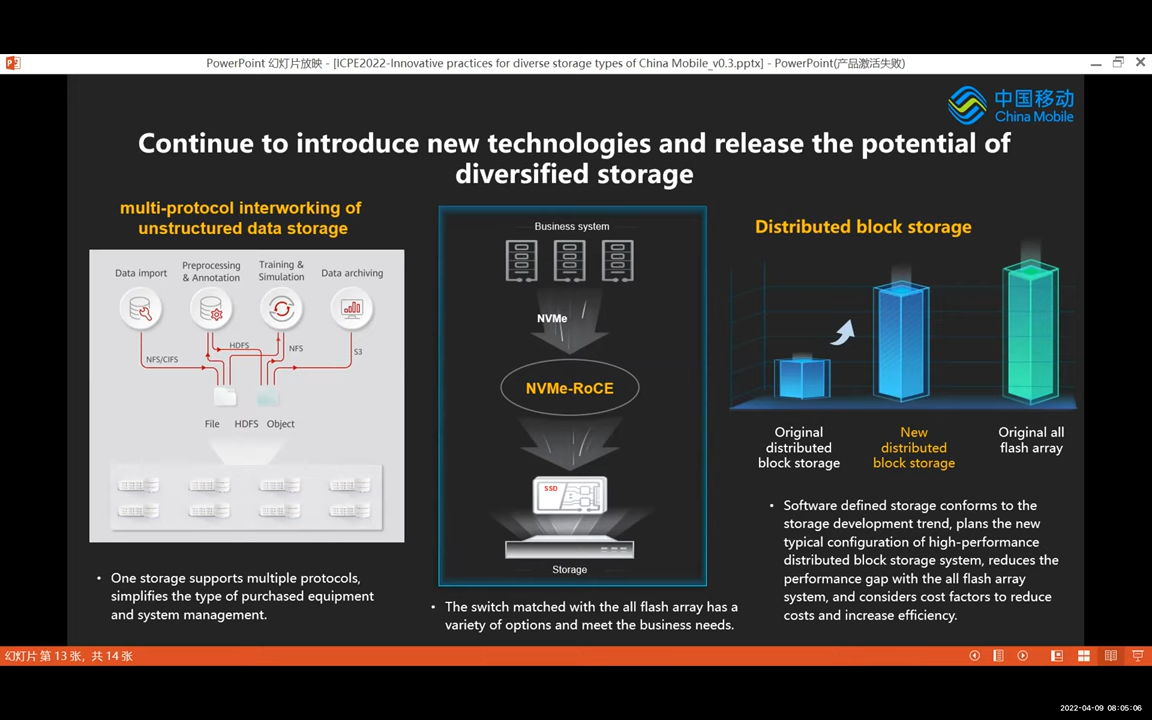 PowerPoint 幻灯片放映 - [ICPE2022-Innovative practices for diverse storage types of China Mobile_v0.3.pptx] - PowerPoint(产品激活失败)
中国移动
China Mobile
Continue to introduce new technologies and release the potential of
diversified storage
multi-protocol interworking of
unstructured data storage
Data import
Preprocessing
& Annotation
Training &
Simulation
Data archiving
NFS/CIFS
HDFS
NFS
S3
File
HDFS
Object
One storage supports multiple protocols,
simplifies the type of purchased equipment
and system management.
Business system
NVMe
NVMe-RoCE
SSD
Storage
The switch matched with the all flash array has a
variety of options and meet the business needs.
Distributed block storage
Original
distributed
block storage
New
distributed
block storage
Original all
flash array
Software defined storage conforms to the
storage development trend, plans the new
typical configuration of high-performance
distributed block storage system, reduces the
performance gap with the all flash array
system, and considers cost factors to reduce
costs and increase efficiency.
幻灯片 第 13 张，共 14 张
2022-04-09 08:05:06